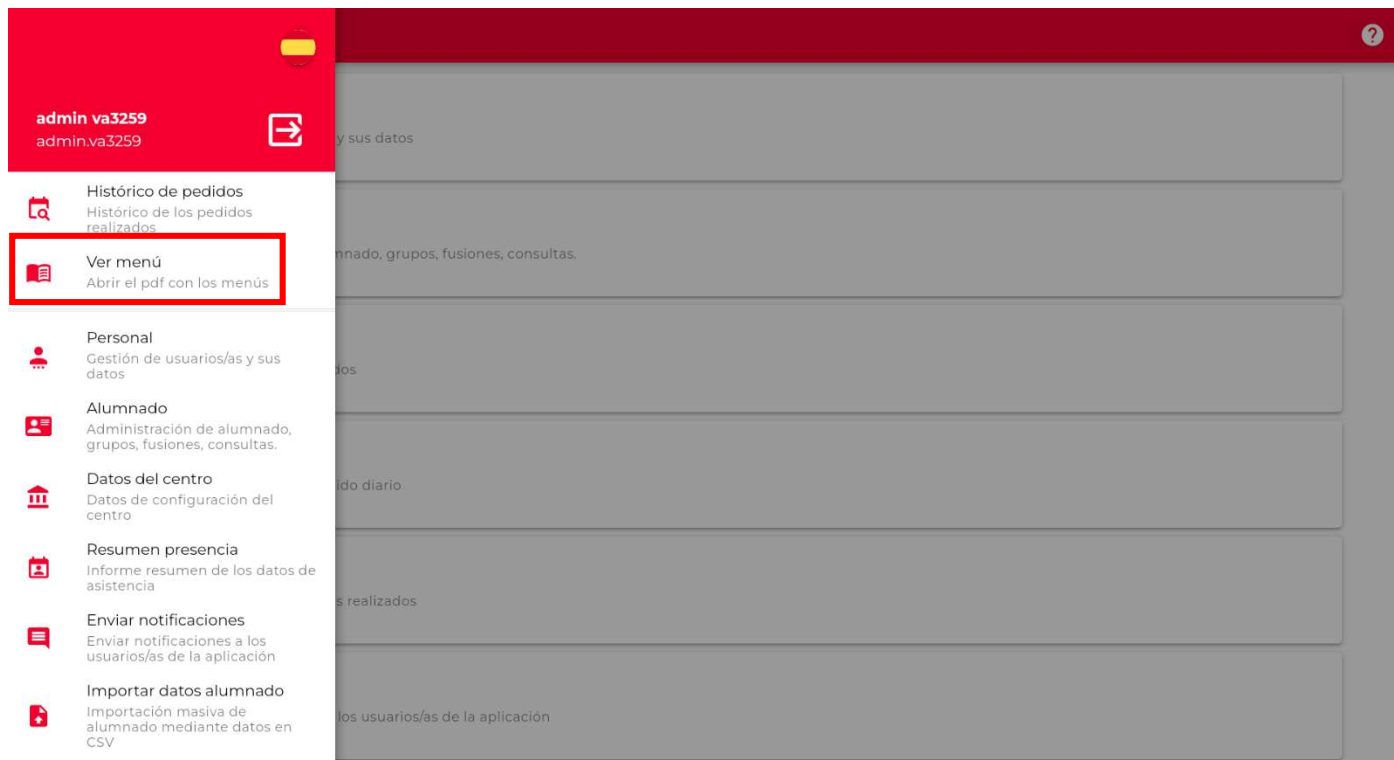 admin va3259
admin.va3259
Histórico de pedidos
Histórico de los pedidos
realizados
Ver menú
Abrir el pdf con los menús
Personal
Gestión de usuarios/as y sus
datos
Alumnado
Administración de alumnado,
grupos, fusiones, consultas.
Datos del centro
Datos de configuración del
centro
Resumen presencia
Informe resumen de los datos de
asistencia
Enviar notificaciones
Enviar notificaciones a los
usuarios/as de la aplicación
Importar datos alumnado
Importación masiva de
alumnado mediante datos en
CSV
?
y sus datos
mnado, grupos, fusiones, consultas.
dos
ido diario
s realizados
los usuarios/as de la aplicación